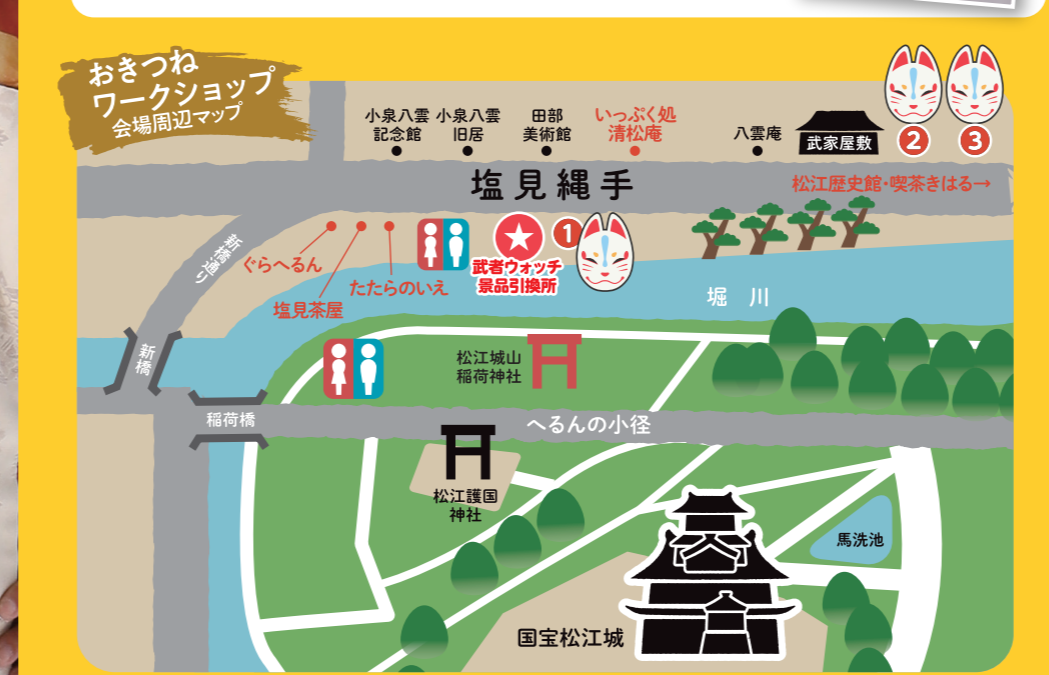 おきつね
ワークショップ
会場周辺マップ
小泉八雲
記念館
小泉八雲
旧居
田部
美術館
いっぷく処
清松庵
八雲庵
武家屋敷
2
3
塩見縄手
松江歴史館・喫茶きはる→
新橋通り
ぐらへるん
塩見茶屋
たたらのいえ
1
武者ウォッチ
景品引換所
堀川
新橋
稲荷橋
松江城山
稲荷神社
へるんの小径
松江護国
神社
馬洗池
国宝松江城